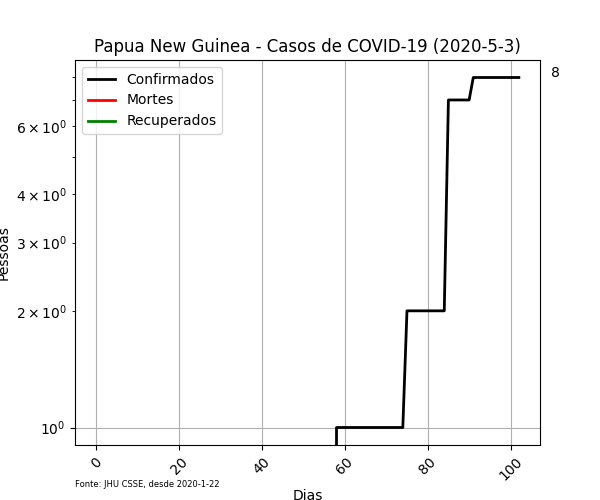 Papua New Guinea - Casos de COVID-19 (2020-5-3)
Confirmados
Mortes
Recuperados
8
6 × 10⁰
4 × 10⁰
3 × 10⁰
2 × 10⁰
10⁰
Pessoas
0 20 40 60 80 100
Fonte: JHU CSSE, desde 2020-1-22
Dias